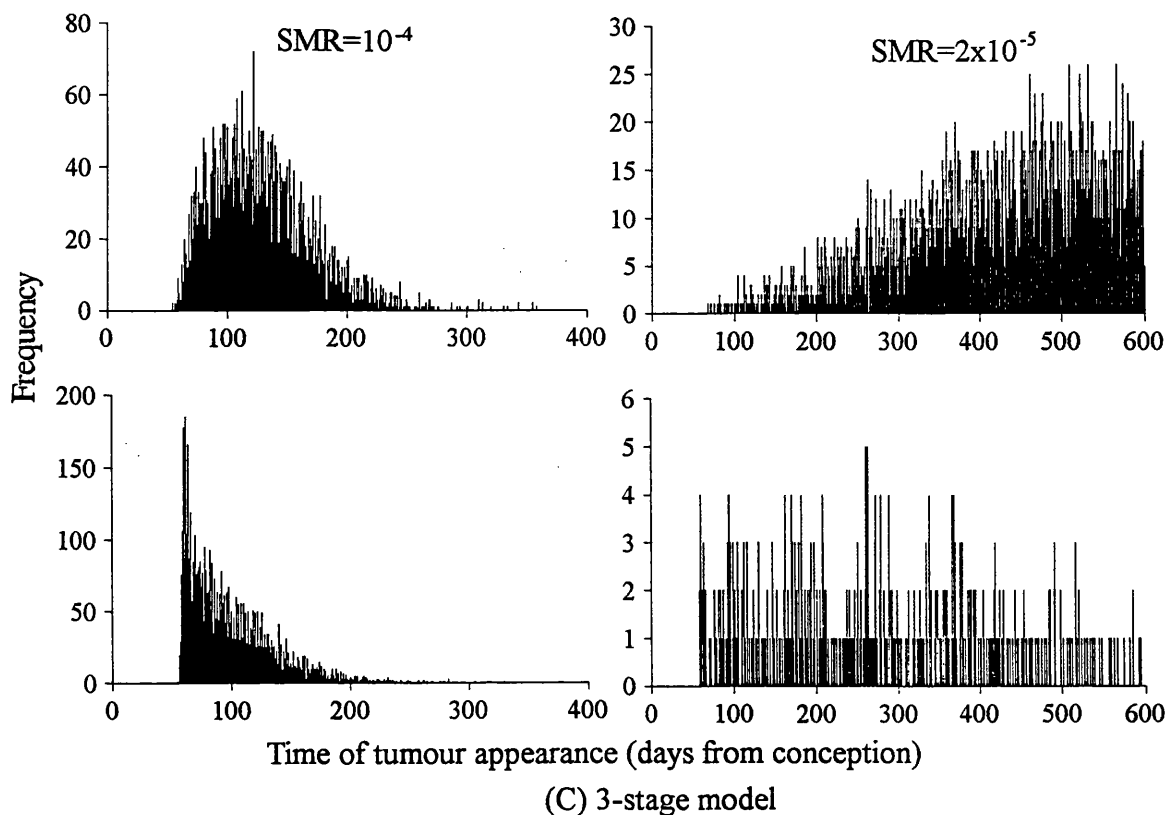 SMR=10⁻⁴
80
60
40
20
0
0 100 200 300 400
SMR=2x10⁻⁵
30
25
20
15
10
5
0
0 100 200 300 400 500 600
Frequency
200
150
100
50
0
0 100 200 300 400
6
5
4
3
2
1
0
0 100 200 300 400 500 600
Time of tumour appearance (days from conception)
(C) 3-stage model